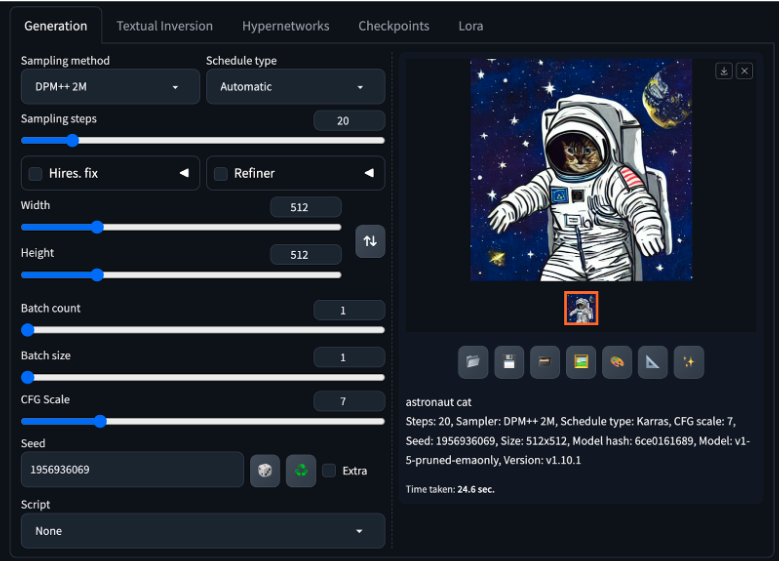 Generation Textual Inversion Hypernetworks Checkpoints Lora
Sampling method
DPM++ 2M
Schedule type
Automatic
Sampling steps
20
Hires. fix
Refiner
Width
512
Height
512
Batch count
1
Batch size
1
CFG Scale
7
Seed
1956936069
Extra
Script
None
astronaut cat
Steps: 20, Sampler: DPM++ 2M, Schedule type: Karras, CFG scale: 7,
Seed: 1956936069, Size: 512x512, Model hash: 6ce0161689, Model: v1-
5-pruned-emaonly, Version: v1.10.1
Time taken: 24.6 sec.